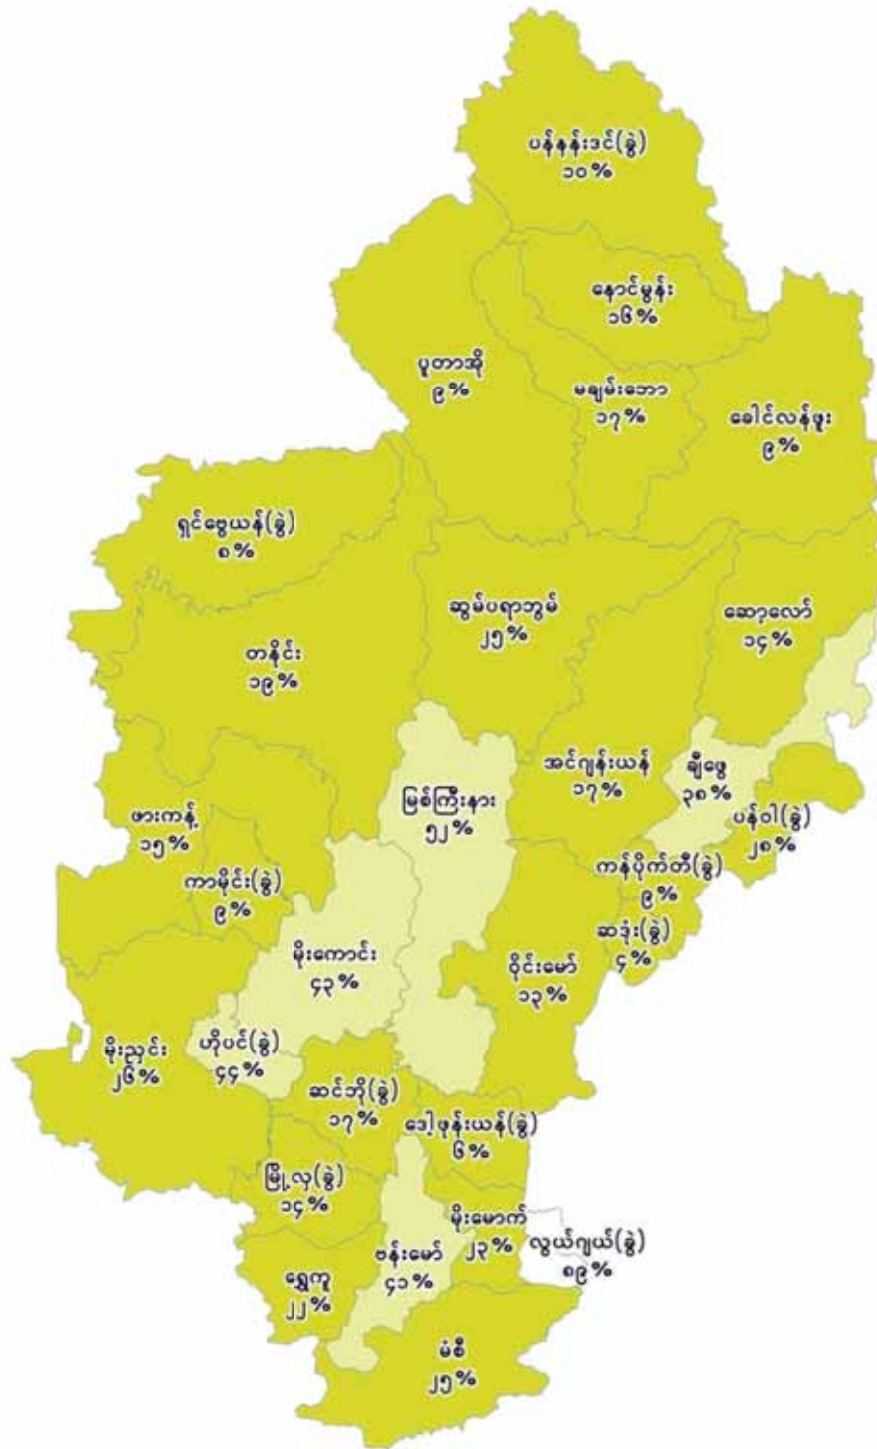 ပန်နန်းဒင်(ခွဲ)
၁၀%
နောင်မွန်း
၁၆%
ပူတာအို
၉%
မချမ်းဘော
၁၇%
ခေါင်လန်ဖူး
၉%
ရှင်ဗွေယန်(ခွဲ)
၈%
ဆွမ်ပရာဘွမ်
၂၅%
ဆော့လော်
၁၄%
တနိုင်း
၁၉%
အင်ဂျန်းယန်
၁၇%
ချီဖွေ
၃၈%
မြစ်ကြီးနား
၅၂%
ဖားကန့်
၁၅%
ပန်ဝါ(ခွဲ)
၂၈%
ကန်ပိုက်တီ(ခွဲ)
၉%
ကာမိုင်း(ခွဲ)
၉%
ဆဒုံး(ခွဲ)
၄%
မိုးကောင်း
၄၃%
ဝိုင်းမော်
၁၃%
ဟိုပင်(ခွဲ)
၄၄%
မိုးညှင်း
၂၆%
ဆင်ဘို(ခွဲ)
၁၇%
ဒေါ့ဖုန်းယန်(ခွဲ)
၆%
မြို့လှ(ခွဲ)
၁၄%
မိုးမောက်
၂၃%
လွယ်ဂျယ်(ခွဲ)
၈၉%
ဗန်းမော်
၄၁%
ရွှေကူ
၂၂%
မံစီ
၂၅%